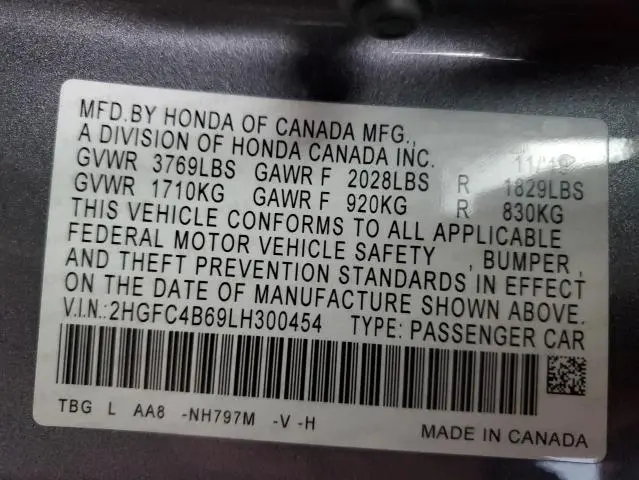 MFD.BY HONDA OF CANADA MFG.,
A DIVISION OF HONDA CANADA INC. 11/19
GVWR 3769LBS GAWR F 2028LBS R 1829LBS
GVWR 1710KG GAWR F 920KG R 830KG
THIS VEHICLE CONFORMS TO ALL APPLICABLE
FEDERAL MOTOR VEHICLE SAFETY , BUMPER ,
AND THEFT PREVENTION STANDARDS IN EFFECT
ON THE DATE OF MANUFACTURE SHOWN ABOVE.
V.I.N.:2HGFC4B69LH300454 TYPE: PASSENGER CAR
TBG L AA8 -NH797M -V -H
MADE IN CANADA